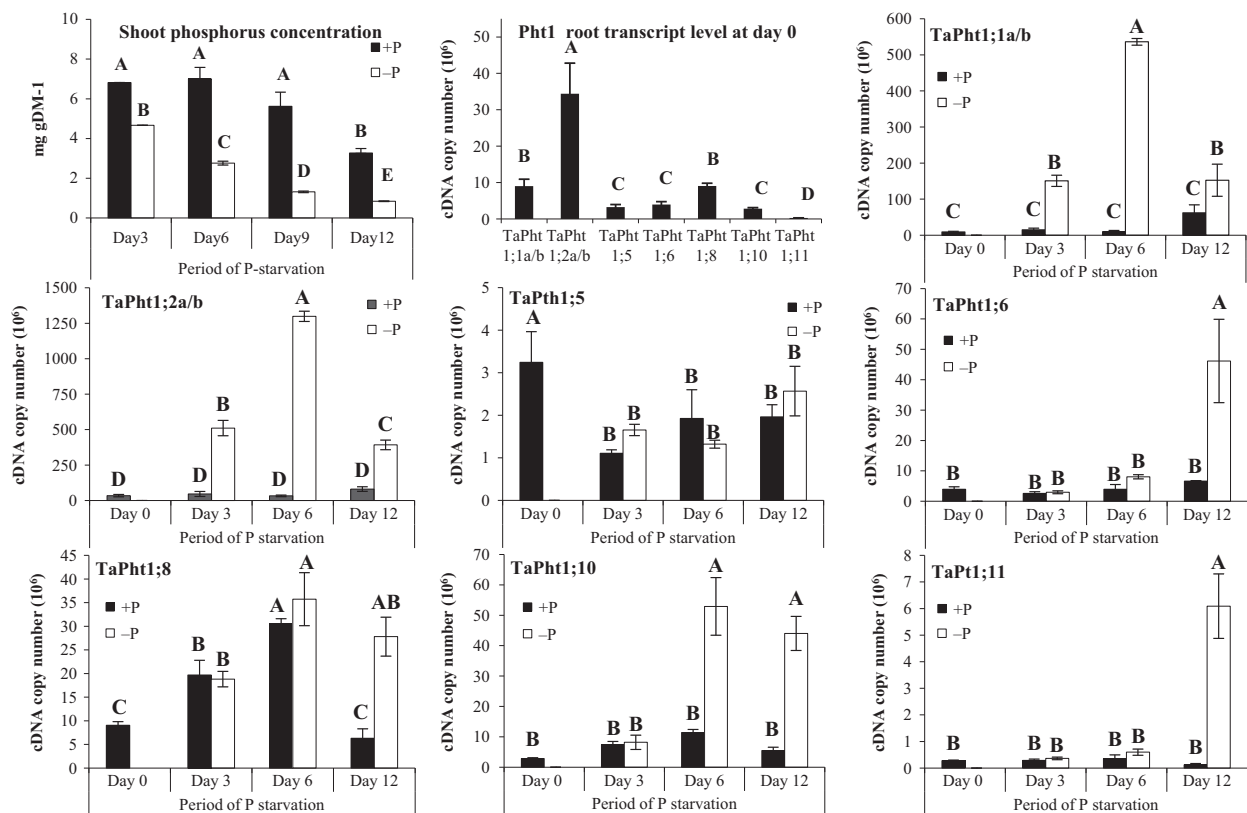 Shoot phosphorus concentration
+P
–P
mg gDM-1
8
6
4
2
0
A
B
A
C
A
D
B
E
Day3 Day6 Day9 Day12
Period of P-starvation
Pht1 root transcript level at day 0
cDNA copy number (10⁶)
50
40
30
20
10
0
B
A
C
C
B
C
D
TaPht TaPht TaPht TaPht TaPht TaPht TaPht
1;1a/b 1;2a/b 1;5 1;6 1;8 1;10 1;11
TaPht1;1a/b
+P
–P
cDNA copy number (10⁶)
600
500
400
300
200
100
0
C
C
B
C
A
C
B
Day 0 Day 3 Day 6 Day 12
Period of P starvation
TaPht1;2a/b
+P
–P
cDNA copy number (10⁶)
1500
1250
1000
750
500
250
0
D
D
B
D
A
D
C
Day 0 Day 3 Day 6 Day 12
Period of P starvation
TaPth1;5
+P
–P
cDNA copy number (10⁶)
5
4
3
2
1
0
A
B
B
B
B
B
B
Day 0 Day 3 Day 6 Day 12
Period of P starvation
TaPht1;6
+P
–P
cDNA copy number (10⁶)
70
60
50
40
30
20
10
0
B
B
B
B
B
B
A
Day 0 Day 3 Day 6 Day 12
Period of P starvation
TaPht1;8
+P
–P
cDNA copy number (10⁶)
45
40
35
30
25
20
15
10
5
0
C
B
B
A
A
C
AB
Day 0 Day 3 Day 6 Day 12
Period of P starvation
TaPht1;10
+P
–P
cDNA copy number (10⁶)
70
60
50
40
30
20
10
0
B
B
B
B
A
B
A
Day 0 Day 3 Day 6 Day 12
Period of P starvation
TaPt1;11
+P
–P
cDNA copy number (10⁶)
8
7
6
5
4
3
2
1
0
B
B
B
B
B
B
A
Day 0 Day 3 Day 6 Day 12
Period of P starvation